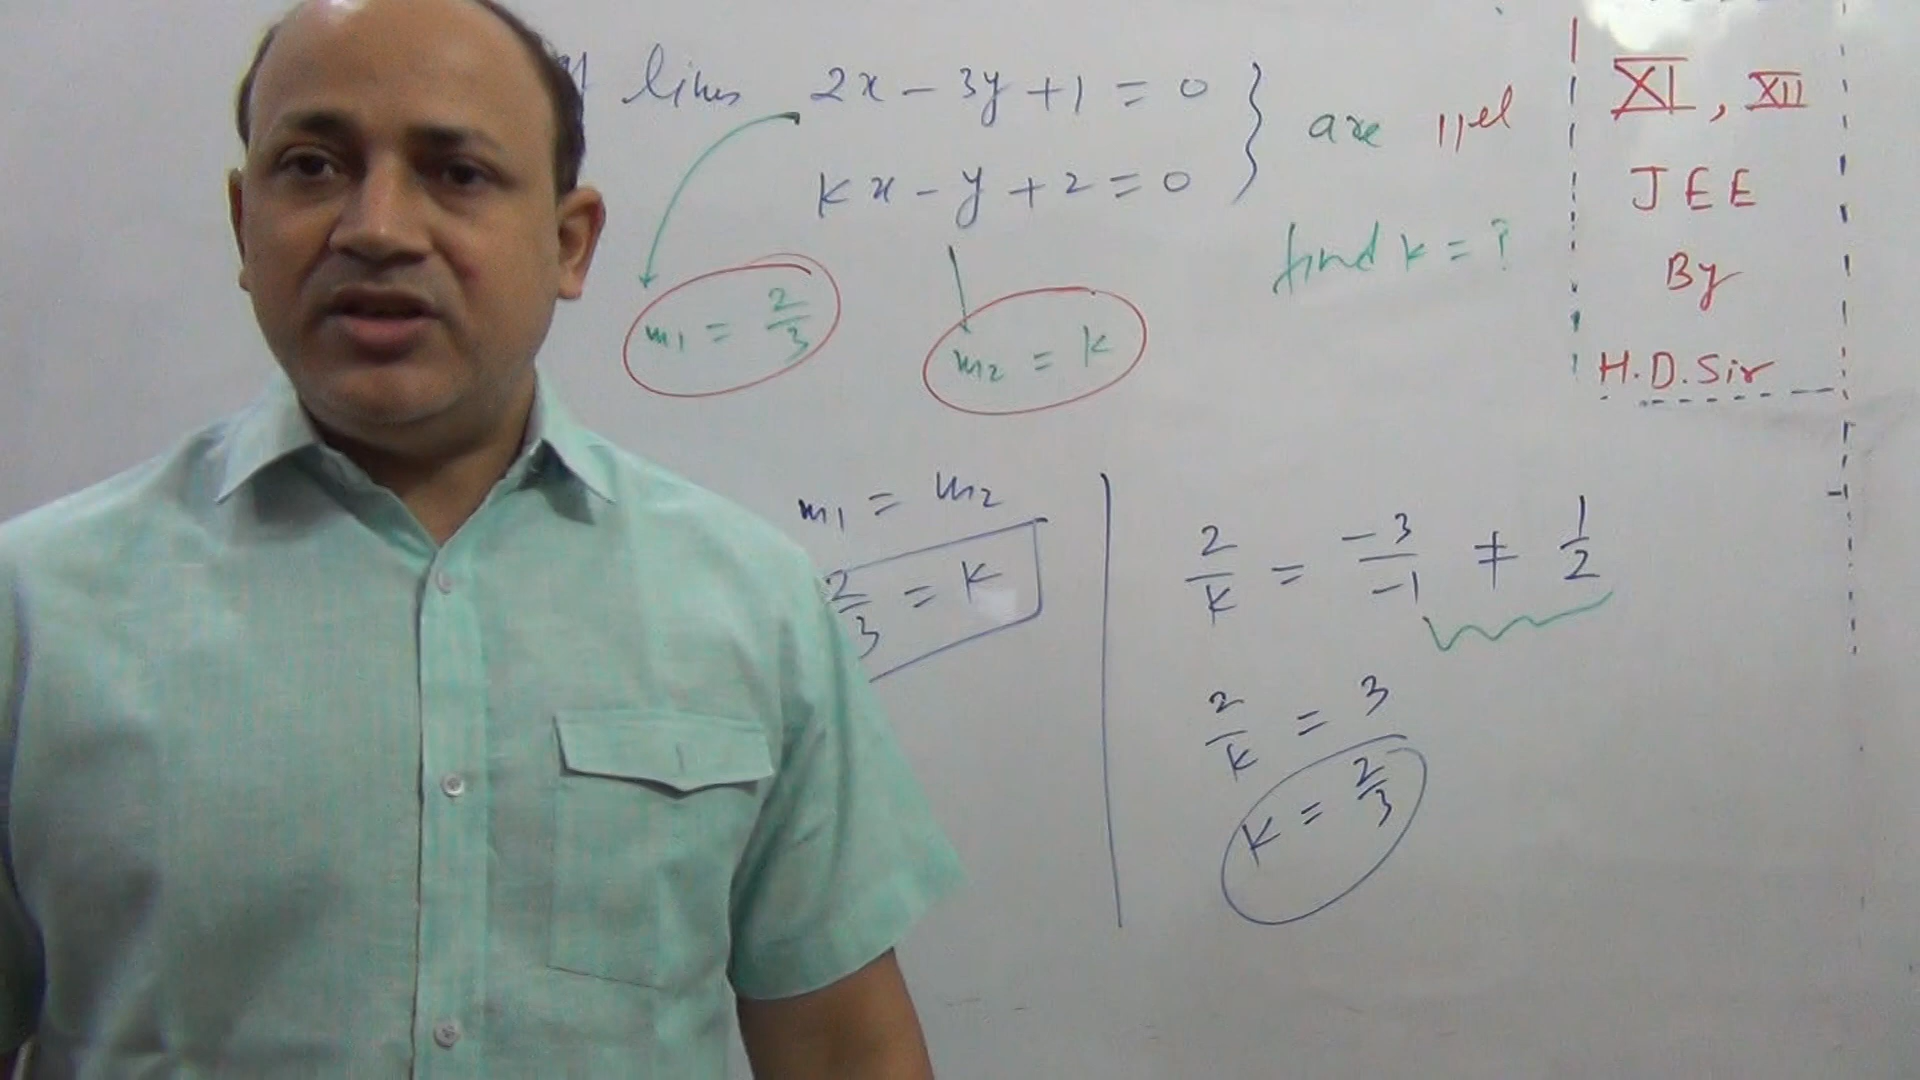 lines 2x - 3y + 1 = 0
kx - y + 2 = 0
are ||el
find k = ?
m1 = 2/3
m2 = k
m1 = m2
2/3 = k
2/k = -3/-1 ≠ 1/2
2/k = 3
k = 2/3
XI, XII
JEE
By
H.D. Sir